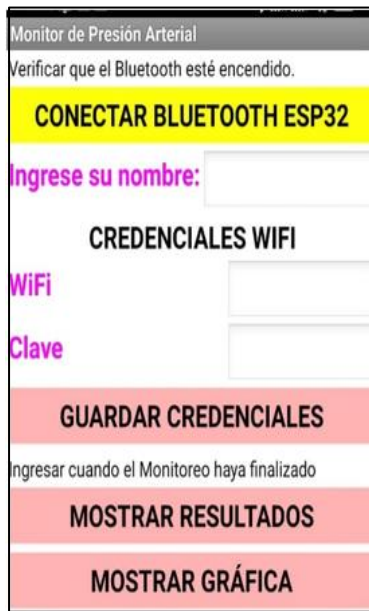 Monitor de Presión Arterial
Verificar que el Bluetooth esté encendido.
CONECTAR BLUETOOTH ESP32
Ingrese su nombre:
CREDENCIALES WIFI
WiFi
Clave
GUARDAR CREDENCIALES
Ingresar cuando el Monitoreo haya finalizado
MOSTRAR RESULTADOS
MOSTRAR GRÁFICA